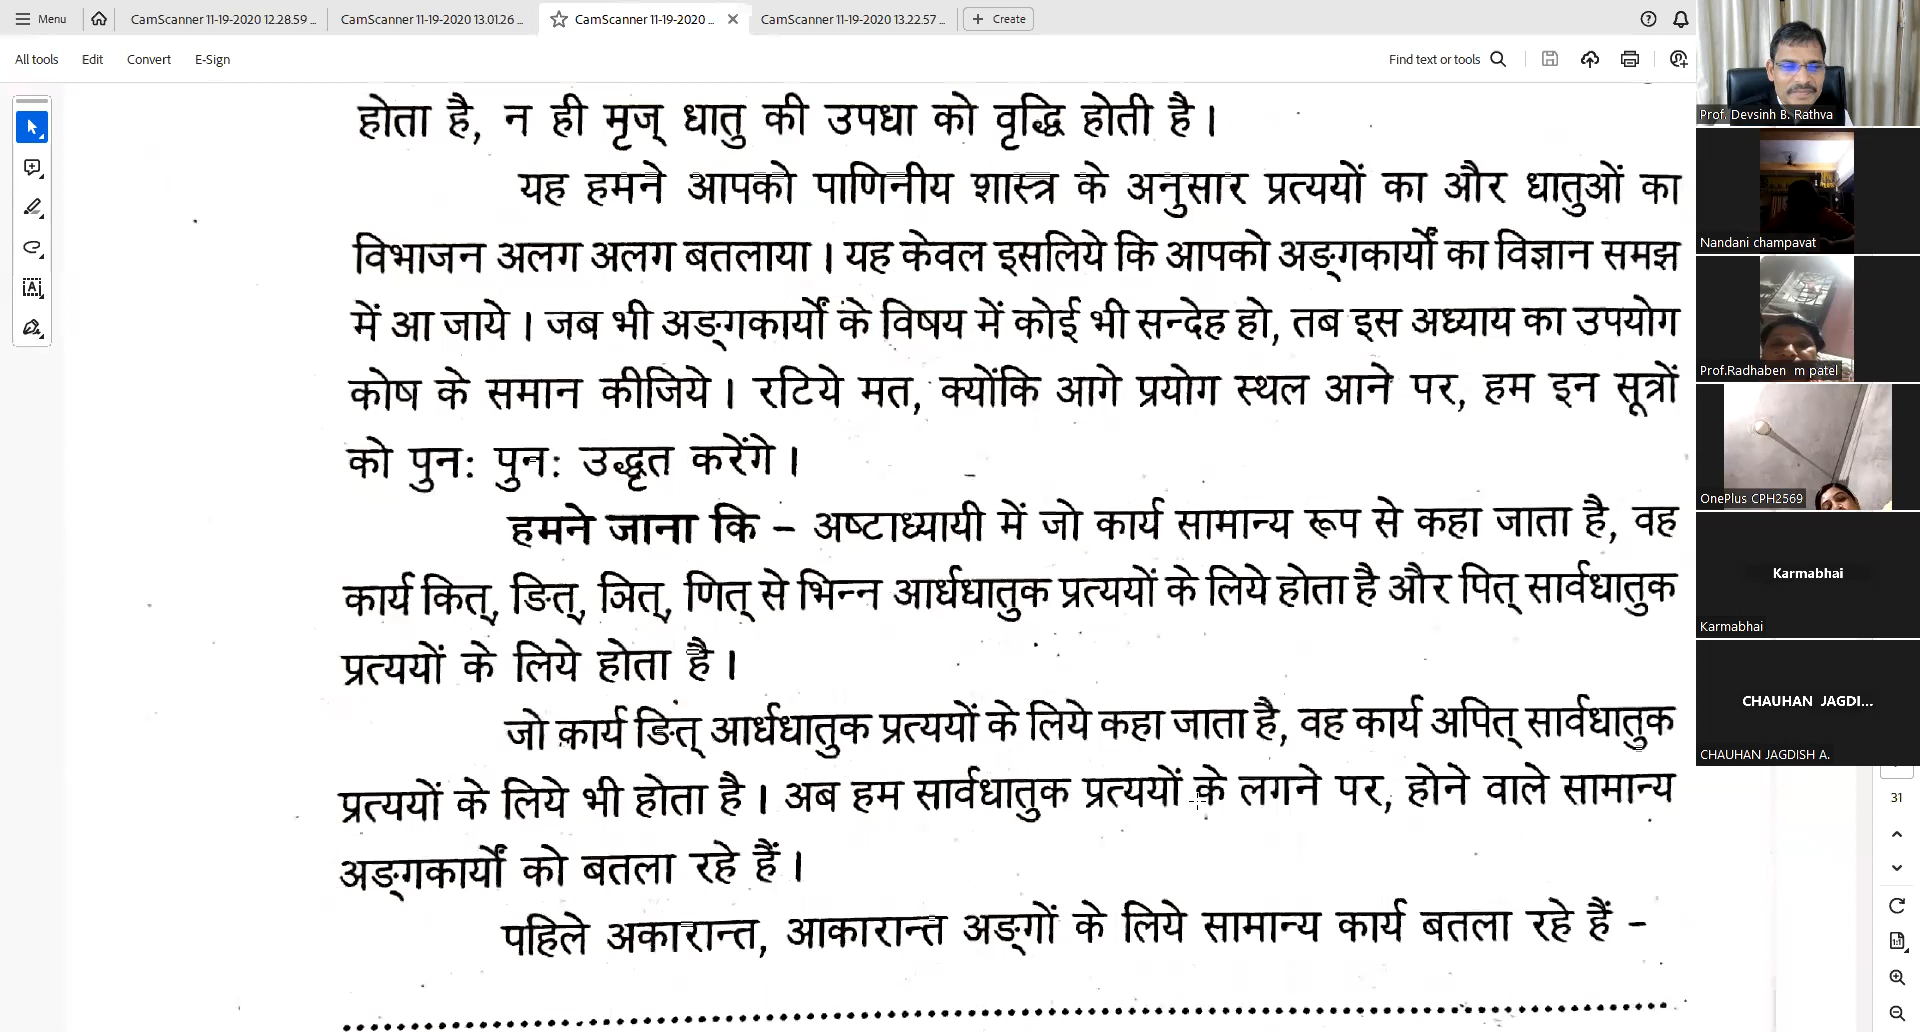 Menu
CamScanner 11-19-2020 12.28.59 ...
CamScanner 11-19-2020 13.01.26 ...
CamScanner 11-19-2020 ...
CamScanner 11-19-2020 13.22.57 ...
Create
All tools
Edit
Convert
E-Sign
Find text or tools
होता है, न ही मृज् धातु की उपधा को वृद्धि होती है।
यह हमने आपको पाणिनीय शास्त्र के अनुसार प्रत्ययों का और धातुओं का
विभाजन अलग अलग बतलाया। यह केवल इसलिये कि आपको अङ्गकार्यों का विज्ञान समझ
में आ जाये। जब भी अङ्गकार्यों के विषय में कोई भी सन्देह हो, तब इस अध्याय का उपयोग
कोष के समान कीजिये। रटिये मत, क्योंकि आगे प्रयोग स्थल आने पर, हम इन सूत्रों
को पुनः पुनः उद्धृत करेंगे।
हमने जाना कि - अष्टाध्यायी में जो कार्य सामान्य रूप से कहा जाता है, वह
कार्य कित्, ङित्, ञित्, णित् से भिन्न आर्धधातुक प्रत्ययों के लिये होता है और पित् सार्वधातुक
प्रत्ययों के लिये होता है।
जो कार्य ङित् आर्धधातुक प्रत्ययों के लिये कहा जाता है, वह कार्य अपित् सार्वधातुक
प्रत्ययों के लिये भी होता है। अब हम सार्वधातुक प्रत्ययों के लगने पर, होने वाले सामान्य
अङ्गकार्यों को बतला रहे हैं।
पहिले अकारान्त, आकारान्त अङ्गों के लिये सामान्य कार्य बतला रहे हैं -
Prof. Devsinh B. Rathva
Nandani champavat
Prof.Radhaben m patel
OnePlus CPH2569
Karmabhai
Karmabhai
CHAUHAN JAGDI...
CHAUHAN JAGDISH A.
31